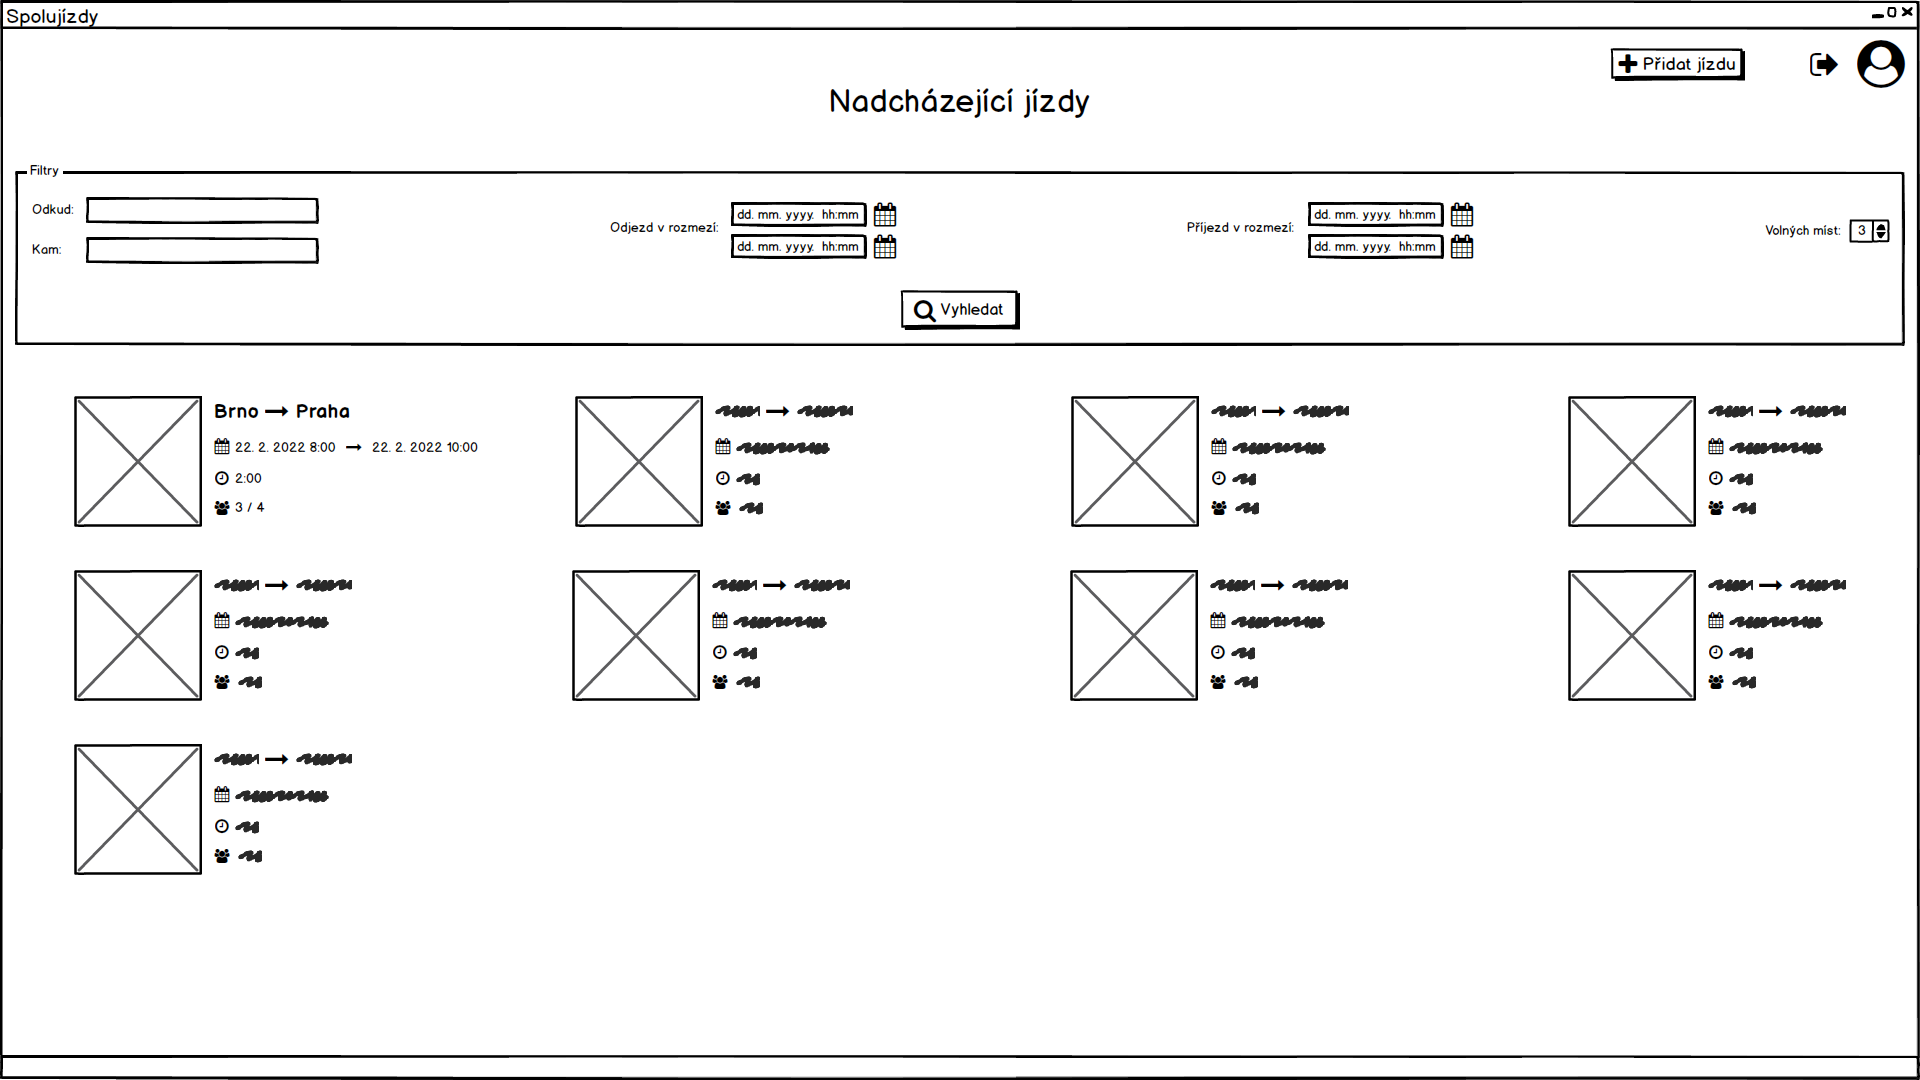 Spolujízdy
Přidat jízdu
Nadcházející jízdy
Filtry
Odkud:
Kam:
Odjezd v rozmezí:
dd. mm. yyyy. hh:mm
dd. mm. yyyy. hh:mm
Příjezd v rozmezí:
dd. mm. yyyy. hh:mm
dd. mm. yyyy. hh:mm
Volných míst: 3
Vyhledat
Brno → Praha
22. 2. 2022 8:00 → 22. 2. 2022 10:00
2:00
3 / 4